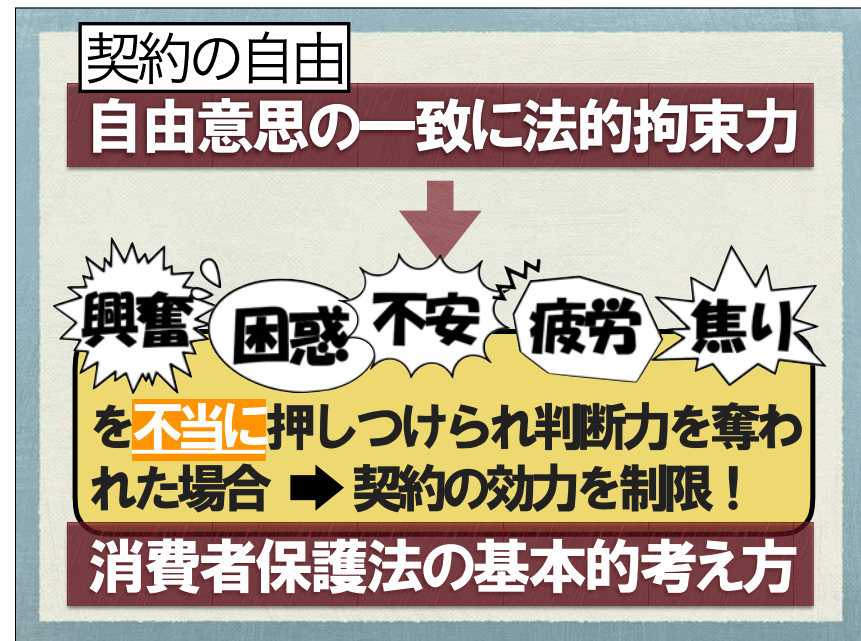 契約の自由
自由意思の一致に法的拘束力
興奮 困惑 不安 疲労 焦り
を不当に押しつけられ判断力を奪わ
れた場合 ➡ 契約の効力を制限！
消費者保護法の基本的考え方